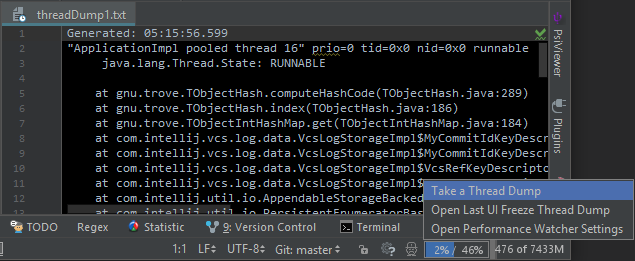 threadDump1.txt
1 Generated: 05:15:56.599
2 "ApplicationImpl pooled thread 16" prio=0 tid=0x0 nid=0x0 runnable
3 java.lang.Thread.State: RUNNABLE
4
5 at gnu.trove.TObjectHash.computeHashCode(TObjectHash.java:289)
6 at gnu.trove.TObjectHash.index(TObjectHash.java:186)
7 at gnu.trove.TObjectIntHashMap.get(TObjectIntHashMap.java:184)
8 at com.intellij.vcs.log.data.VcsLogStorageImpl$MyCommitIdKeyDescr
9 at com.intellij.vcs.log.data.VcsLogStorageImpl$MyCommitIdKeyDescr
10 at com.intellij.vcs.log.data.VcsLogStorageImpl$VcsRefKeyDescripto
11 at com.intellij.vcs.log.data.VcsLogStorageImpl$
12 at com.intellij.util.io.AppendableStorageBacked
13 at com.intellij.util.io.PersistentEnumeratorBas
PsiViewer
Plugins
Take a Thread Dump
Open Last UI Freeze Thread Dump
Open Performance Watcher Settings
TODO Regex Statistic 9: Version Control Terminal
1:1 LF UTF-8 Git: master 2% / 46% 476 of 7433M